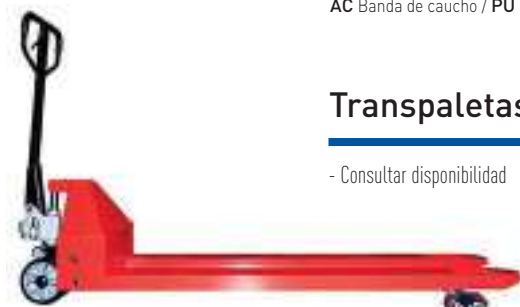 AC Banda de caucho / PU
Transpaletas
- Consultar disponibilidad